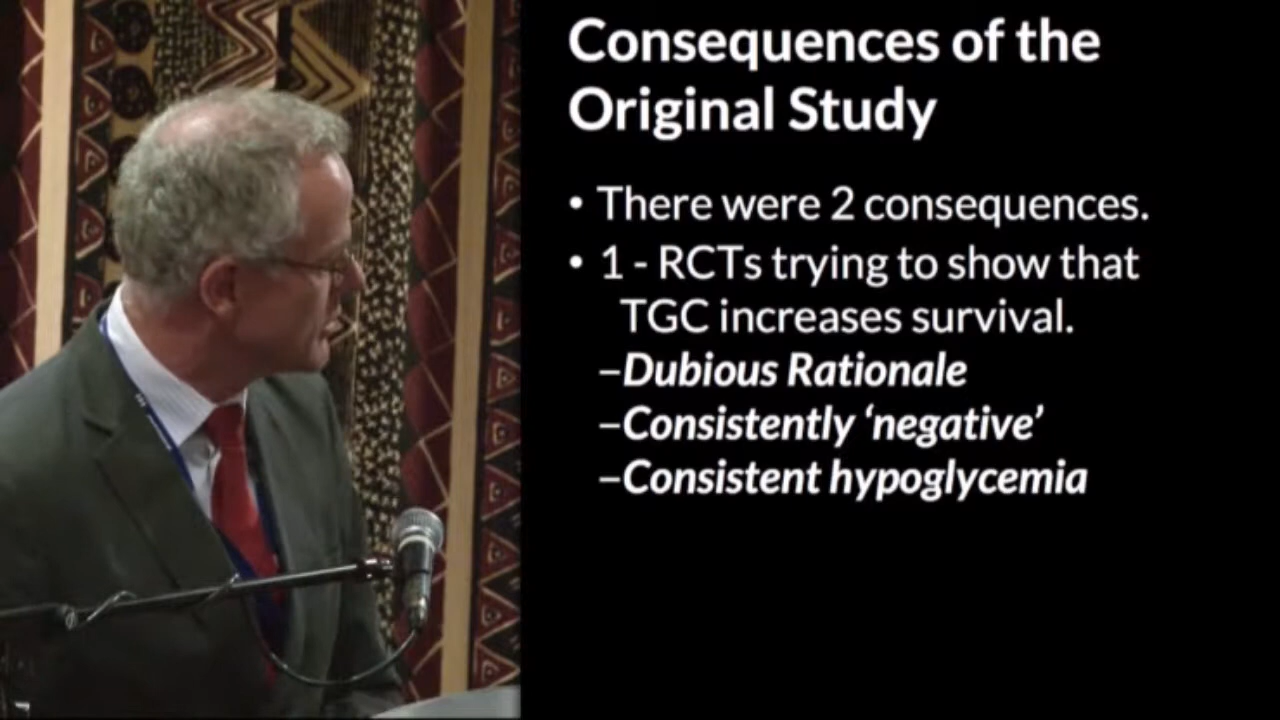 Consequences of the
Original Study
• There were 2 consequences.
• 1 - RCTs trying to show that
TGC increases survival.
–Dubious Rationale
–Consistently ‘negative’
–Consistent hypoglycemia